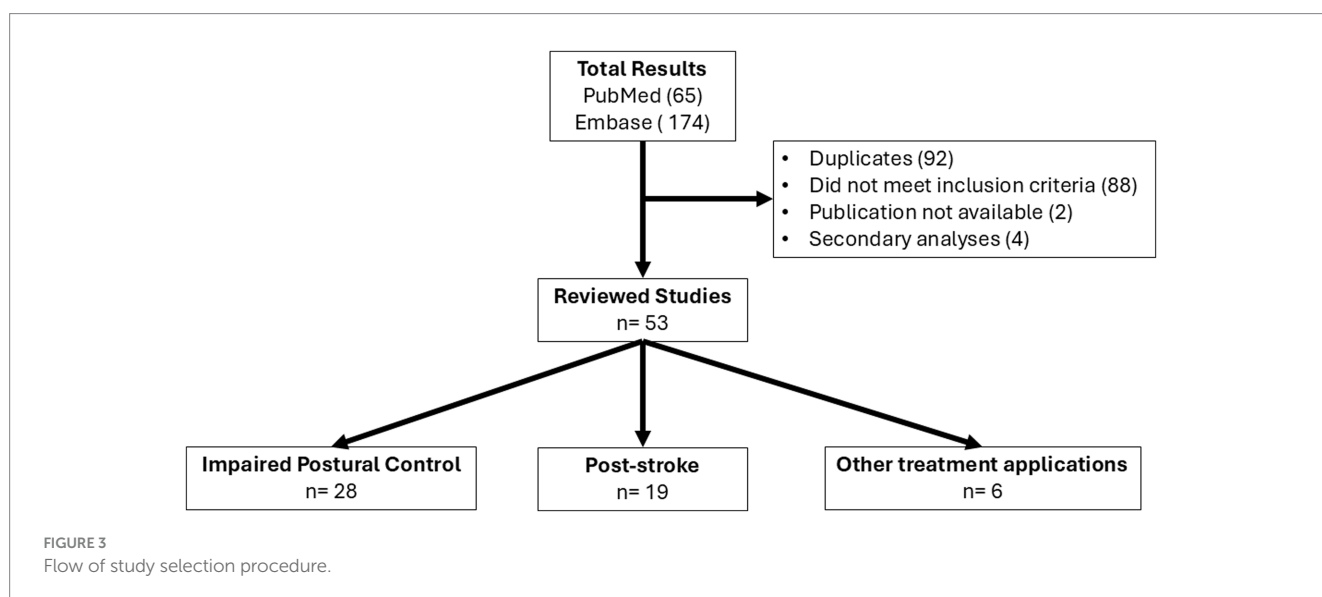 Total Results
PubMed (65)
Embase ( 174)
• Duplicates (92)
• Did not meet inclusion criteria (88)
• Publication not available (2)
• Secondary analyses (4)
Reviewed Studies
n= 53
Impaired Postural Control
n= 28
Post-stroke
n= 19
Other treatment applications
n= 6
FIGURE 3
Flow of study selection procedure.